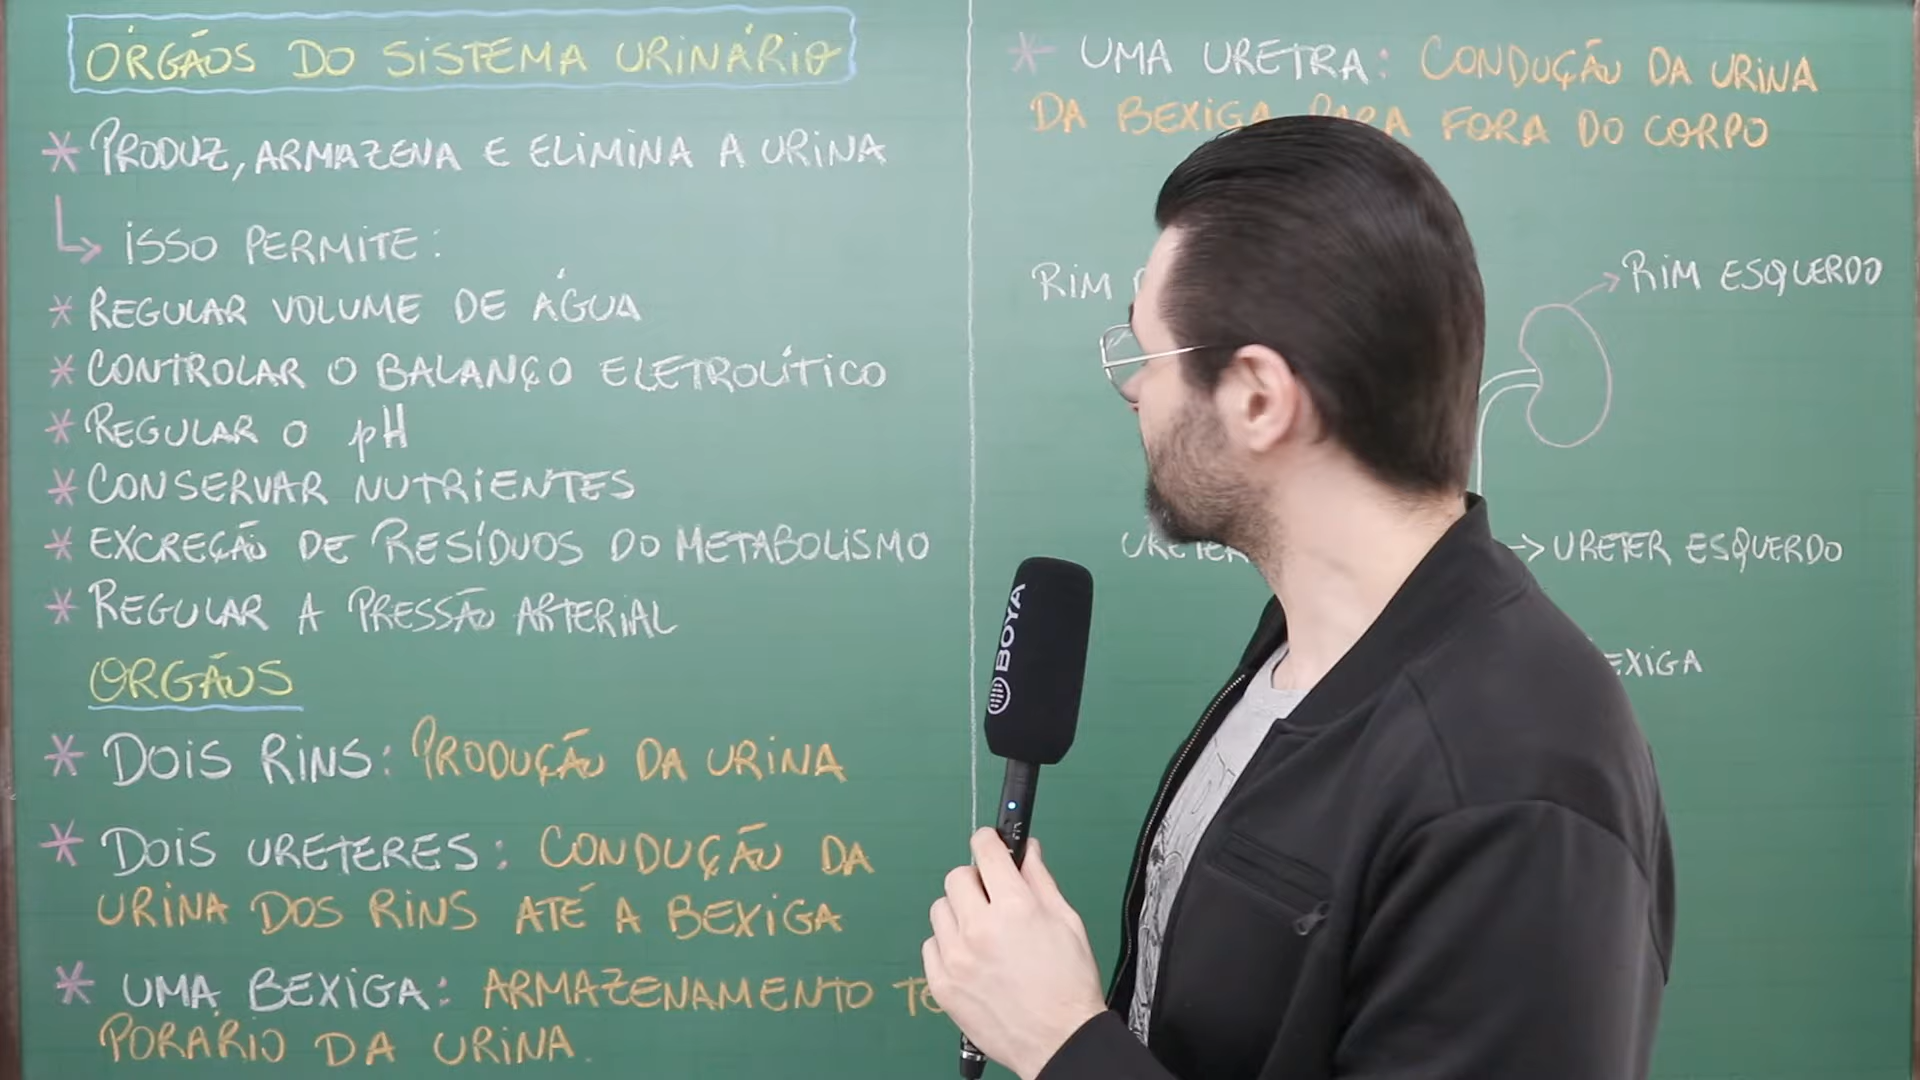 ÓRGÃOS DO SISTEMA URINÁRIO
* PRODUZ, ARMAZENA E ELIMINA A URINA
ISSO PERMITE:
* REGULAR VOLUME DE ÁGUA
* CONTROLAR O BALANÇO ELETROLÍTICO
* REGULAR O pH
* CONSERVAR NUTRIENTES
* EXCREÇÃO DE RESÍDUOS DO METABOLISMO
* REGULAR A PRESSÃO ARTERIAL
ORGÃOS
* DOIS RINS: PRODUÇÃO DA URINA
* DOIS URETERES: CONDUÇÃO DA
URINA DOS RINS ATÉ A BEXIGA
* UMA BEXIGA: ARMAZENAMENTO TE
PORÁRIO DA URINA.
* UMA URETRA: CONDUÇÃO DA URINA
DA BEXIGA PARA FORA DO CORPO
RIM
RIM ESQUERDO
URETER
URETER ESQUERDO
EXIGA
BOYA